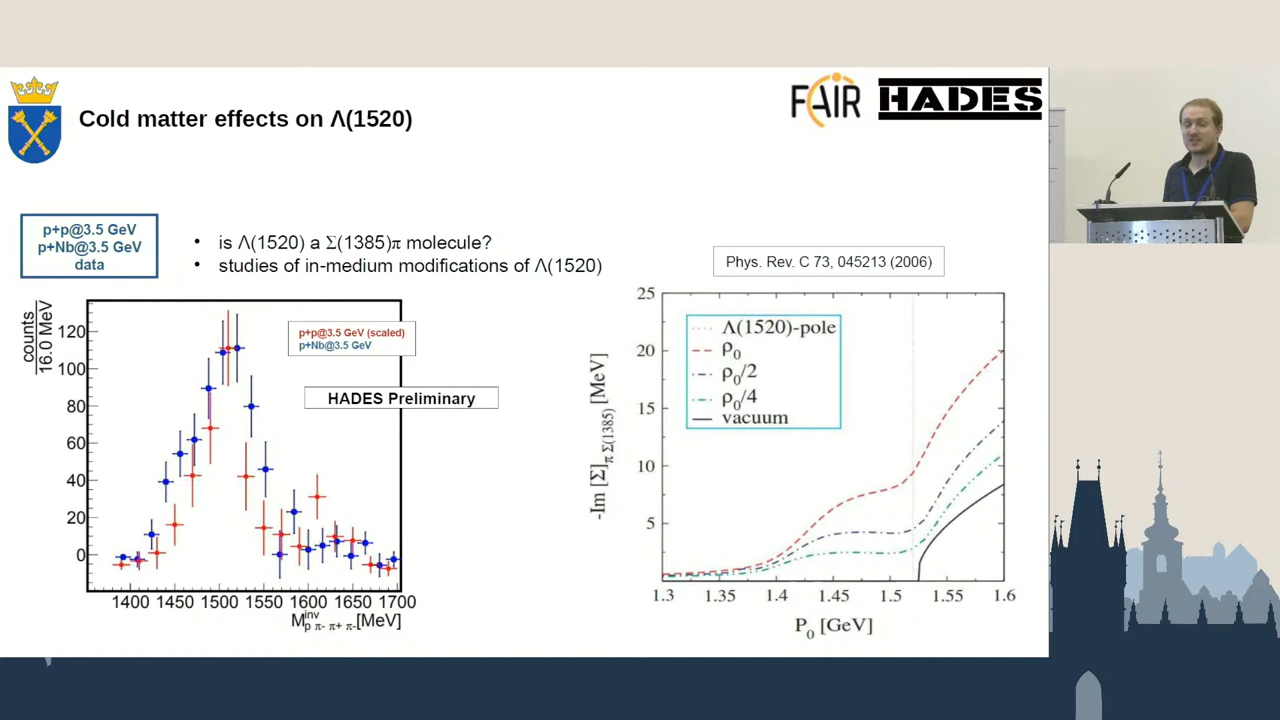 FAIR HADES
Cold matter effects on Λ(1520)
p+p@3.5 GeV
p+Nb@3.5 GeV
data
• is Λ(1520) a Σ(1385)π molecule?
• studies of in-medium modifications of Λ(1520)
Phys. Rev. C 73, 045213 (2006)
counts
16.0 MeV
120
100
80
60
40
20
0
p+p@3.5 GeV (scaled)
p+Nb@3.5 GeV
HADES Preliminary
1400 1450 1500 1550 1600 1650 1700
M^inv_p π- π+ π- [MeV]
-Im [Σ]_π Σ(1385) [MeV]
25
20
15
10
5
Λ(1520)-pole
ρ₀
ρ₀/2
ρ₀/4
vacuum
1.3 1.35 1.4 1.45 1.5 1.55 1.6
P₀ [GeV]